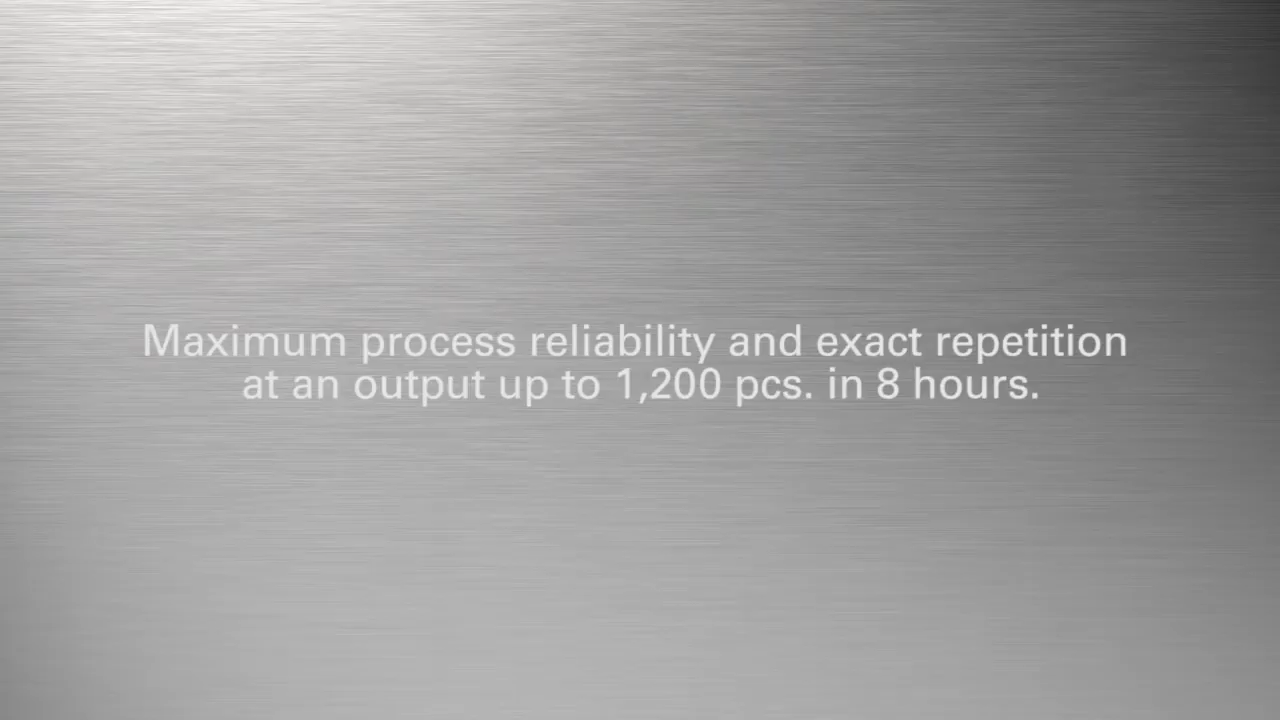 Maximum process reliability and exact repetition
at an output up to 1,200 pcs. in 8 hours.